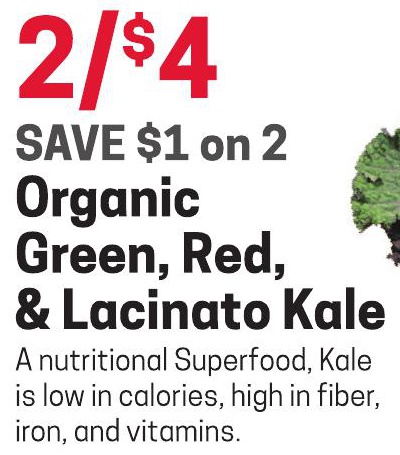 2/$4
SAVE $1 on 2
Organic
Green, Red,
& Lacinato Kale
A nutritional Superfood, Kale
is low in calories, high in fiber,
iron, and vitamins.